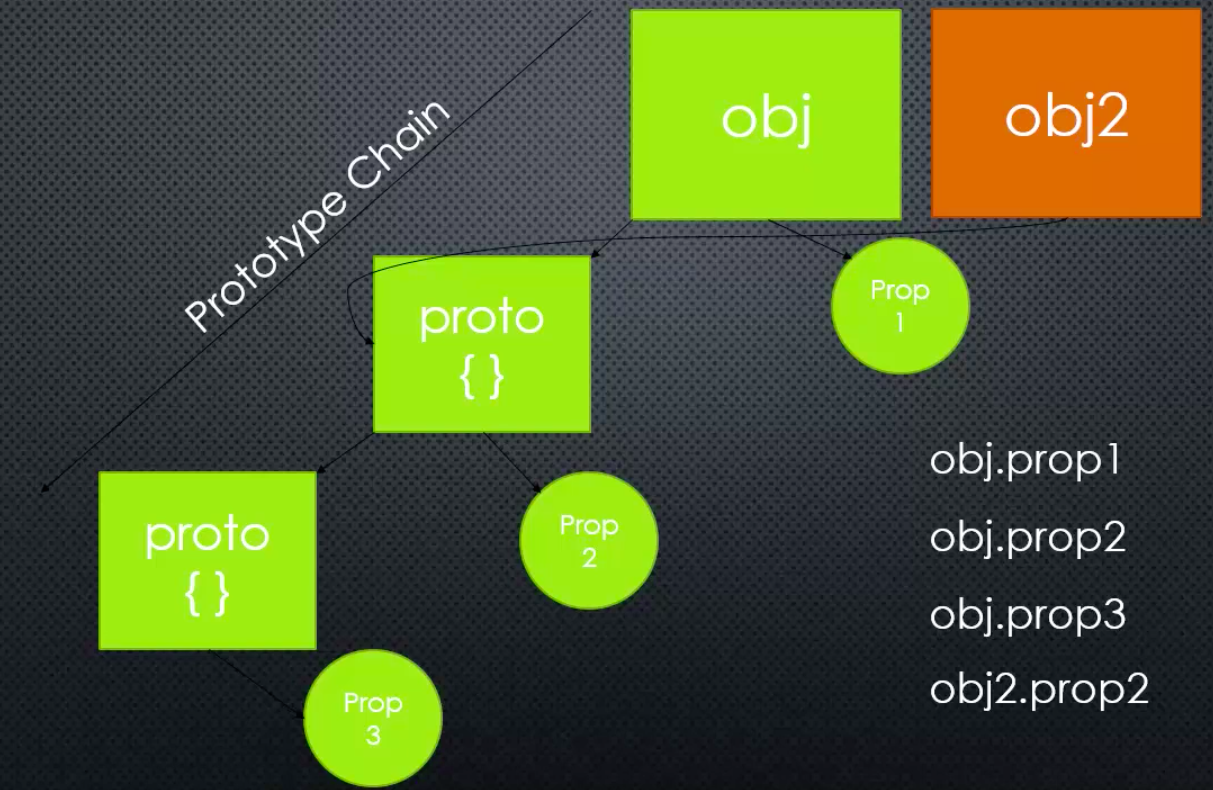 obj
obj2
Prototype Chain
proto
{ }
Prop
1
proto
{ }
Prop
2
Prop
3
obj.prop1
obj.prop2
obj.prop3
obj2.prop2